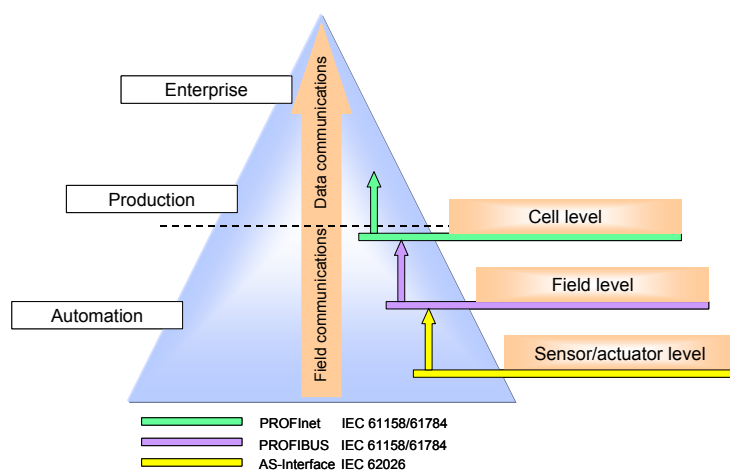 Enterprise
Data communications
Production
Cell level
Field level
Automation
Field communications
Sensor/actuator level
PROFInet IEC 61158/61784
PROFIBUS IEC 61158/61784
AS-Interface IEC 62026